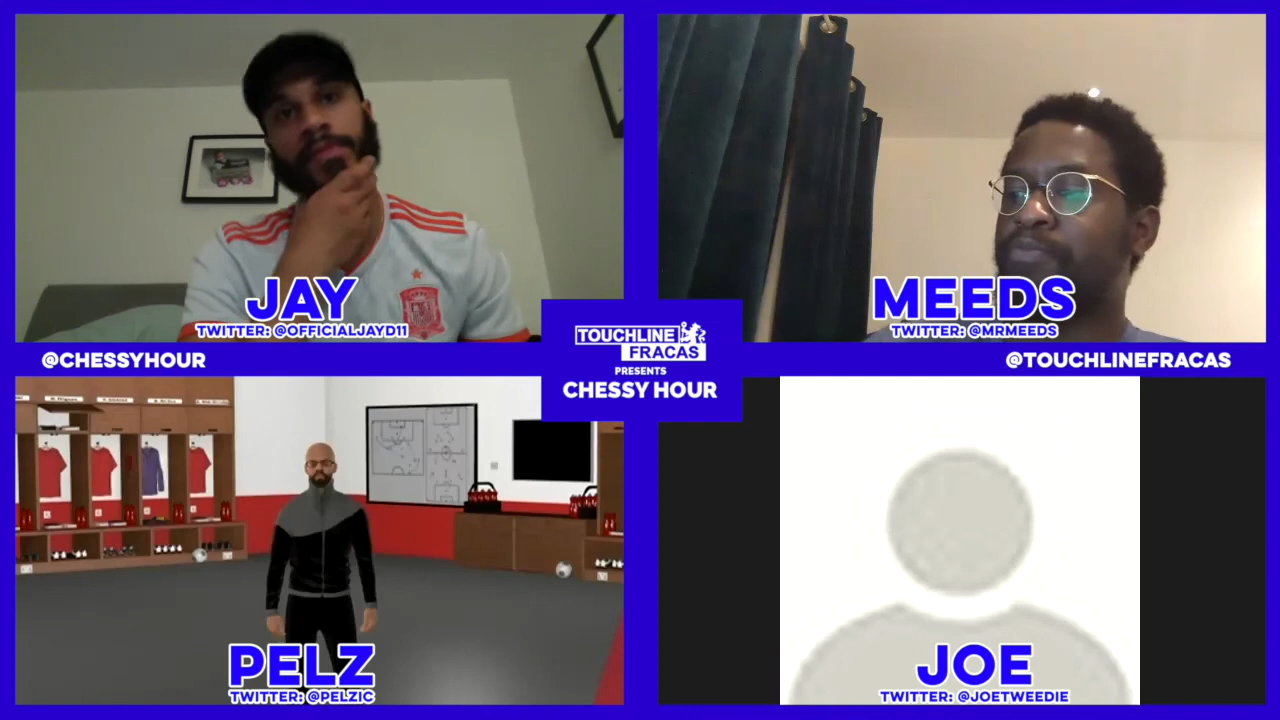 JAY
TWITTER: @OFFICIALJAYD11
MEEDS
TWITTER: @MRMEEDS
@CHESSYHOUR
TOUCHLINE
FRACAS
PRESENTS
CHESSY HOUR
@TOUCHLINEFRACAS
PELZ
TWITTER: @PELZIC
JOE
TWITTER: @JOETWEEDIE